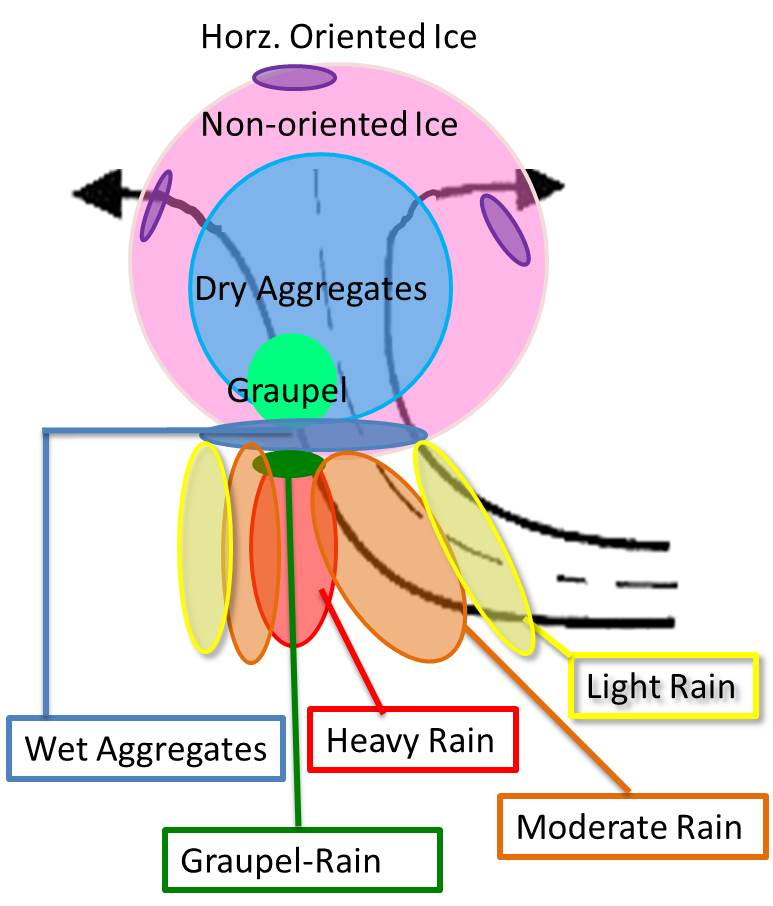 Horz. Oriented Ice
Non-oriented Ice
Dry Aggregates
Graupel
Light Rain
Wet Aggregates
Heavy Rain
Moderate Rain
Graupel-Rain